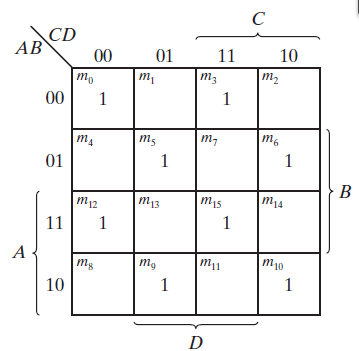 C
CD
AB
00 01 11 10
m0 m1 m3 m2
00 1 1
m4 m5 m7 m6
01 1 1
B
m12 m13 m15 m14
11 1 1
A
m8 m9 m11 m10
10 1 1
D